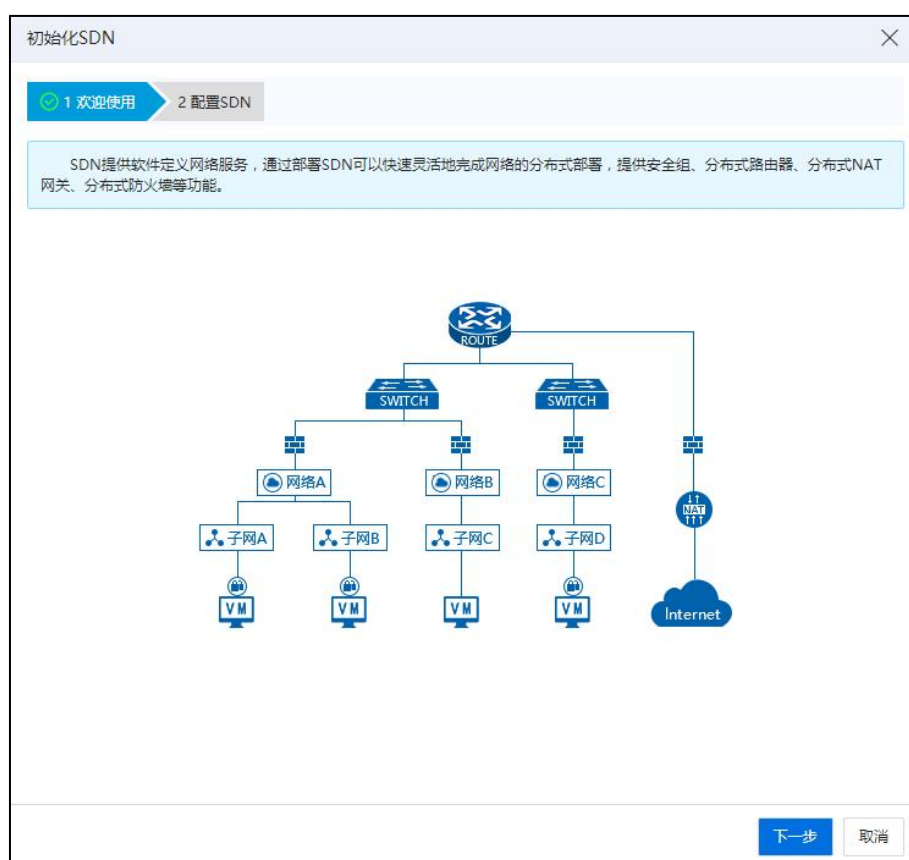 初始化SDN
1 欢迎使用
2 配置SDN
SDN提供软件定义网络服务，通过部署SDN可以快速灵活地完成网络的分布式部署，提供安全组、分布式路由器、分布式NAT
网关、分布式防火墙等功能。
ROUTE
SWITCH
SWITCH
网络A
网络B
网络C
NAT
子网A
子网B
子网C
子网D
VM
VM
VM
VM
Internet
下一步
取消